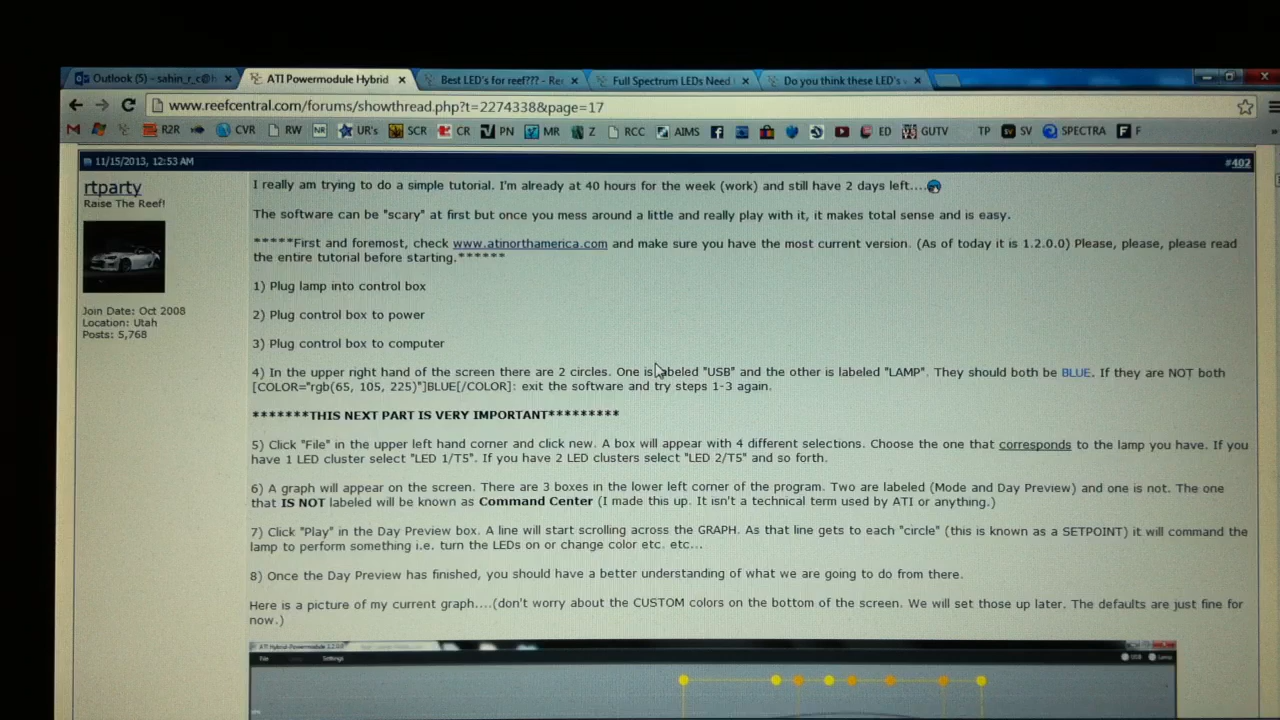 Outlook (5) - sahin_r_c@h
ATI Powermodule Hybrid
Best LED's for reef??? - Re
Full Spectrum LEDs Need
Do you think these LED's
www.reefcentral.com/forums/showthread.php?t=2274338&page=17
R2R CVR RW NR UR's SCR CR PN MR Z RCC AIMS ED GUTV TP SV SV SPECTRA F F
11/15/2013, 12:53 AM
#402
rtparty
Raise The Reef!
Join Date: Oct 2008
Location: Utah
Posts: 5,768
I really am trying to do a simple tutorial. I'm already at 40 hours for the week (work) and still have 2 days left....
The software can be "scary" at first but once you mess around a little and really play with it, it makes total sense and is easy.
*****First and foremost, check www.atinorthamerica.com and make sure you have the most current version. (As of today it is 1.2.0.0) Please, please, please read
the entire tutorial before starting.******
1) Plug lamp into control box
2) Plug control box to power
3) Plug control box to computer
4) In the upper right hand of the screen there are 2 circles. One is labeled "USB" and the other is labeled "LAMP". They should both be BLUE. If they are NOT both
[COLOR="rgb(65, 105, 225)"]BLUE[/COLOR]: exit the software and try steps 1-3 again.
*******THIS NEXT PART IS VERY IMPORTANT*********
5) Click "File" in the upper left hand corner and click new. A box will appear with 4 different selections. Choose the one that corresponds to the lamp you have. If you
have 1 LED cluster select "LED 1/T5". If you have 2 LED clusters select "LED 2/T5" and so forth.
6) A graph will appear on the screen. There are 3 boxes in the lower left corner of the program. Two are labeled (Mode and Day Preview) and one is not. The one
that IS NOT labeled will be known as Command Center (I made this up. It isn't a technical term used by ATI or anything.)
7) Click "Play" in the Day Preview box. A line will start scrolling across the GRAPH. As that line gets to each "circle" (this is known as a SETPOINT) it will command the
lamp to perform something i.e. turn the LEDs on or change color etc. etc...
8) Once the Day Preview has finished, you should have a better understanding of what we are going to do from there.
Here is a picture of my current graph....(don't worry about the CUSTOM colors on the bottom of the screen. We will set those up later. The defaults are just fine for
now.)
ATI Hybrid-Powermodule 1.2.0.0
File Settings USB Lamp